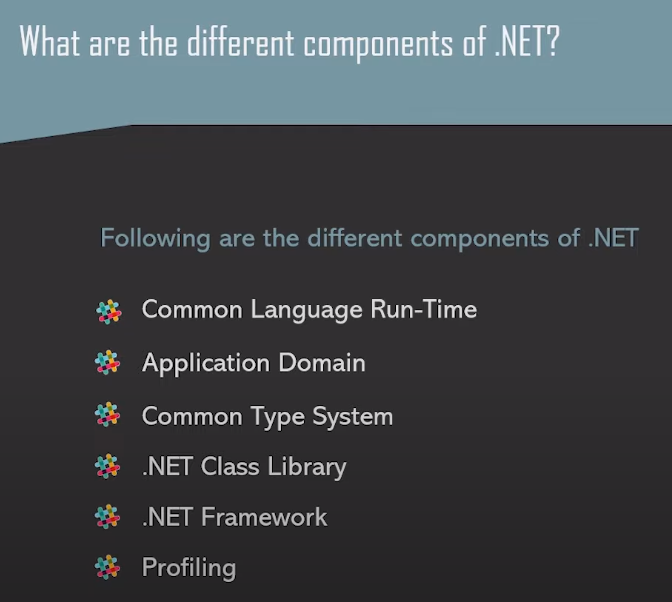 What are the different components of .NET?
Following are the different components of .NET
Common Language Run-Time
Application Domain
Common Type System
.NET Class Library
.NET Framework
Profiling